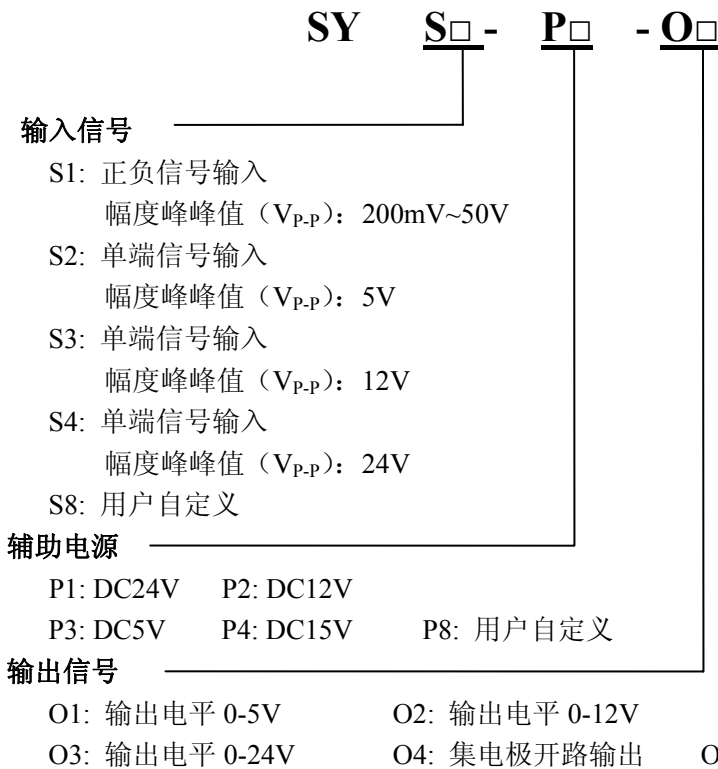 SY S□ - P□ - O□
输入信号
S1: 正负信号输入
幅度峰峰值（VP-P）：200mV~50V
S2: 单端信号输入
幅度峰峰值（VP-P）：5V
S3: 单端信号输入
幅度峰峰值（VP-P）：12V
S4: 单端信号输入
幅度峰峰值（VP-P）：24V
S8: 用户自定义
辅助电源
P1: DC24V P2: DC12V
P3: DC5V P4: DC15V P8: 用户自定义
输出信号
O1: 输出电平 0-5V O2: 输出电平 0-12V
O3: 输出电平 0-24V O4: 集电极开路输出 O